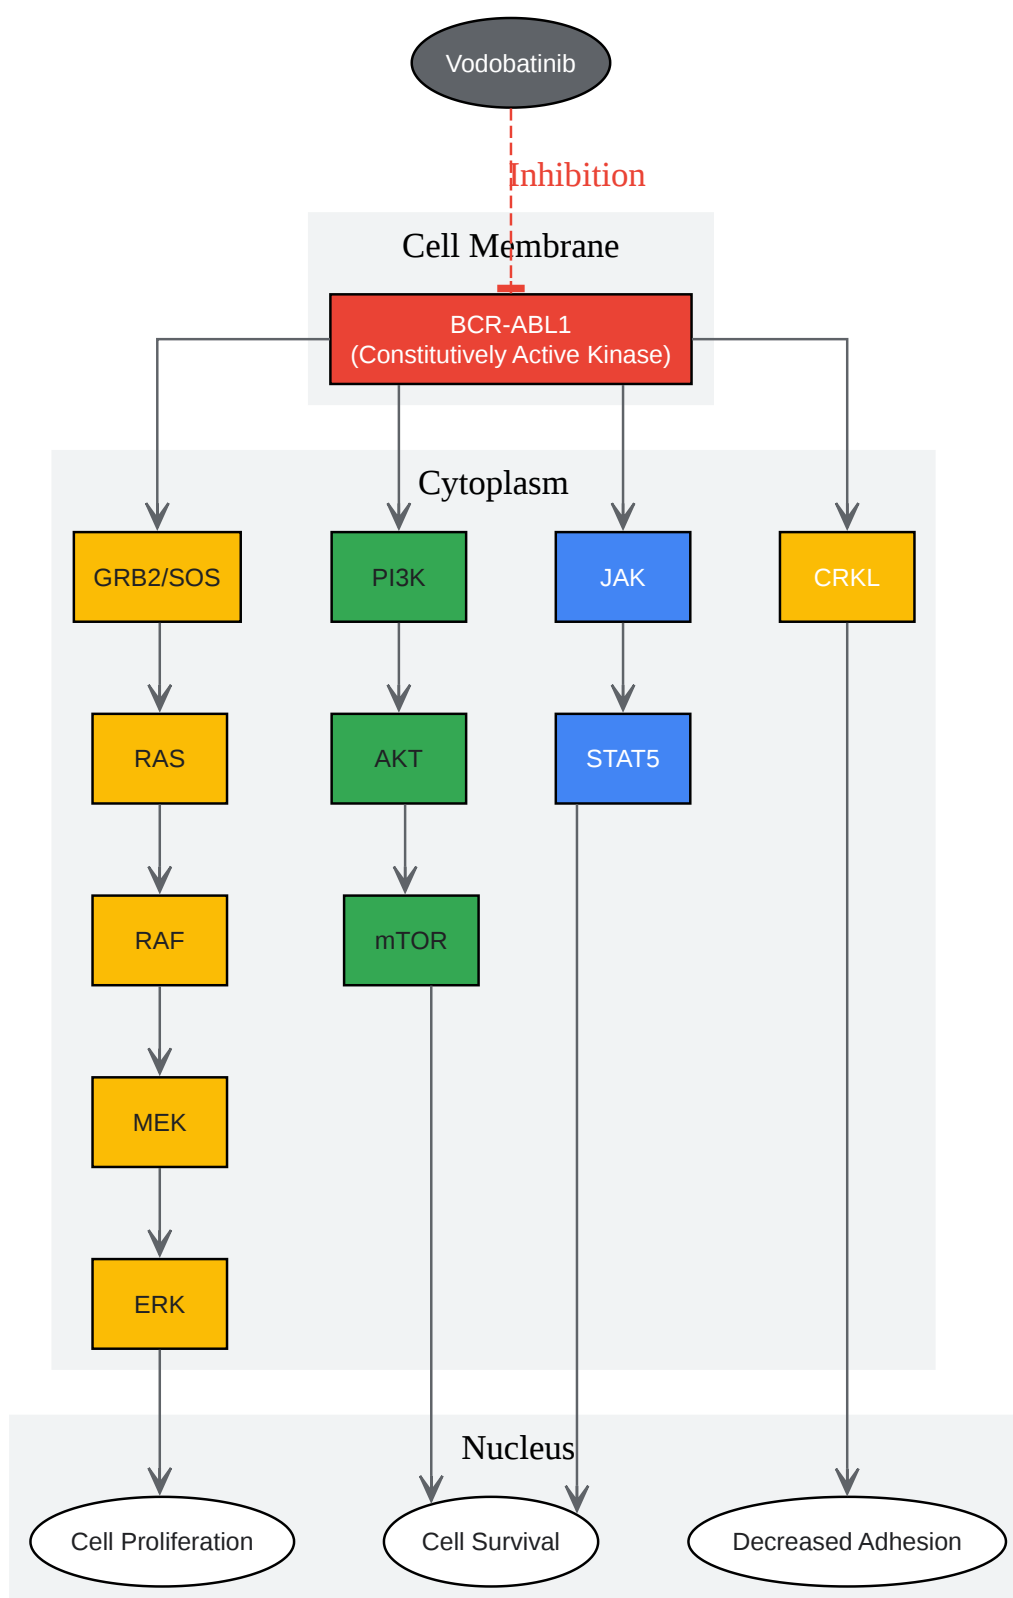 Vodobatinib
Inhibition
Cell Membrane
BCR-ABL1
(Constitutively Active Kinase)
Cytoplasm
GRB2/SOS
PI3K
JAK
CRKL
RAS
AKT
STAT5
RAF
mTOR
MEK
ERK
Nucleus
Cell Proliferation
Cell Survival
Decreased Adhesion